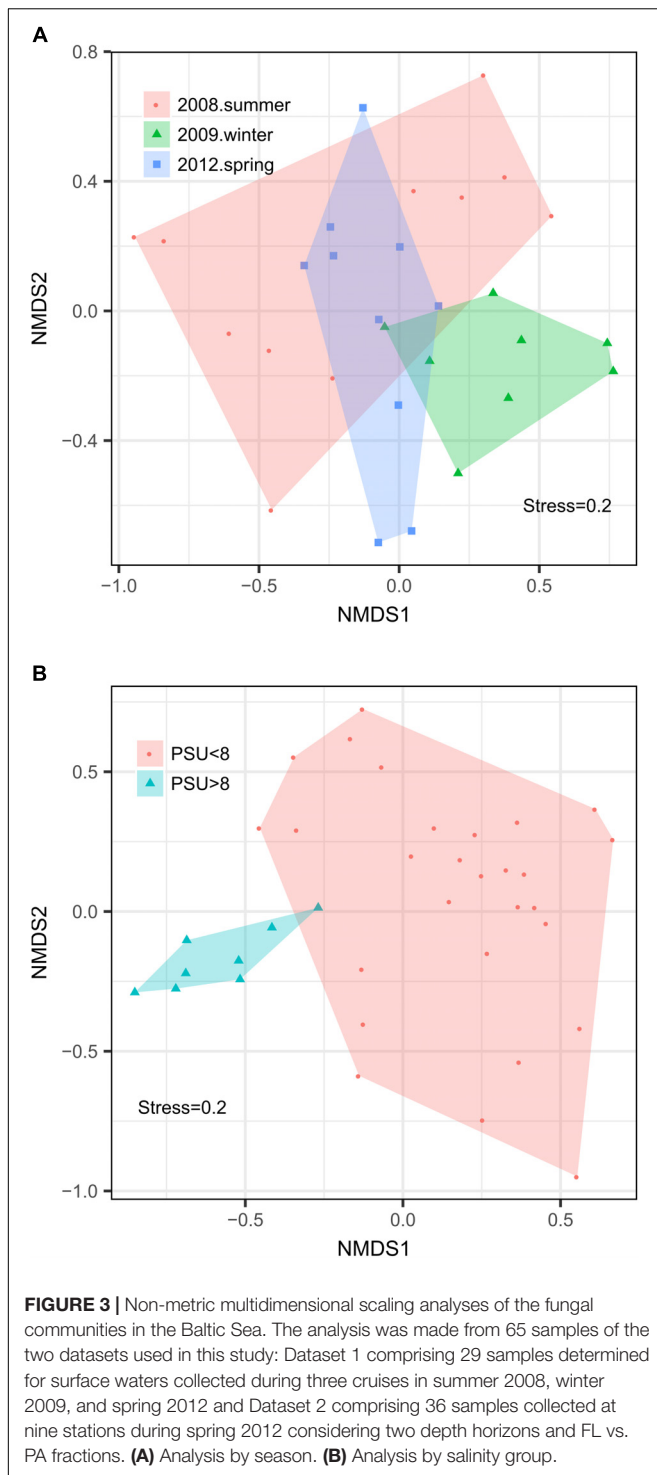 A
0.8
0.4
0.0
−0.4
NMDS2
2008.summer
2009.winter
2012.spring
Stress=0.2
−1.0
−0.5
0.0
0.5
NMDS1
B
0.5
0.0
−0.5
−1.0
NMDS2
PSU<8
PSU>8
Stress=0.2
−0.5
0.0
0.5
NMDS1
FIGURE 3 | Non-metric multidimensional scaling analyses of the fungal
communities in the Baltic Sea. The analysis was made from 65 samples of the
two datasets used in this study: Dataset 1 comprising 29 samples determined
for surface waters collected during three cruises in summer 2008, winter
2009, and spring 2012 and Dataset 2 comprising 36 samples collected at
nine stations during spring 2012 considering two depth horizons and FL vs.
PA fractions. (A) Analysis by season. (B) Analysis by salinity group.